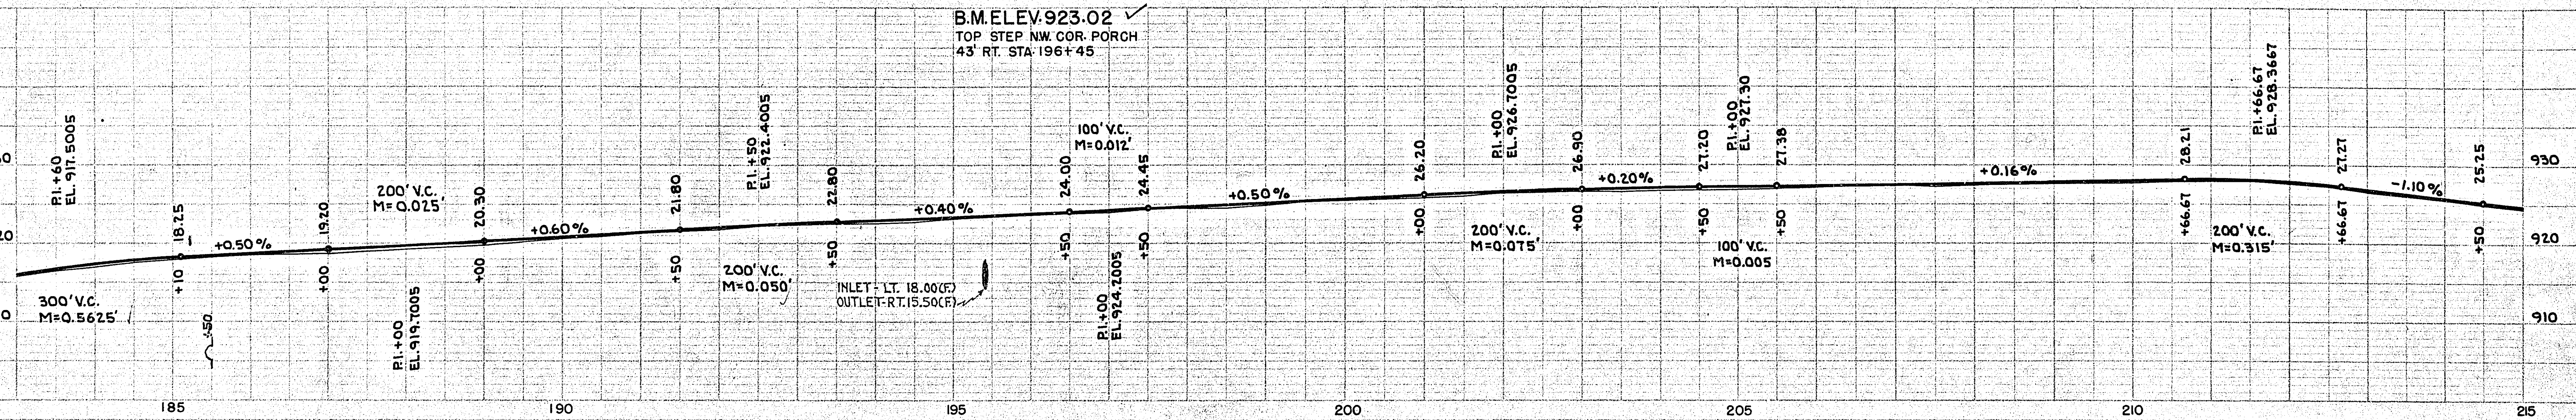 B.M. ELEV. 923.02 ✓
TOP STEP N.W. COR. PORCH
43' RT. STA. 196+45
P.I.+60
EL. 917.5005
300' V.C.
M=0.5625'
+10
18.25
+0.50%
+50
+00
19.20
200' V.C.
M=0.025'
P.I.+00
EL. 919.7005
+00
20.30
+0.60%
+50
21.80
P.I.+50
EL. 922.4005
200' V.C.
M=0.050'
+50
22.80
+0.40%
INLET - LT. 18.00 (F.)
OUTLET-RT. 15.50 (F.)
+50
24.00
100' V.C.
M=0.012'
P.I.+00
EL. 924.2005
+50
24.45
+0.50%
+00
26.20
P.I.+00
EL. 926.7005
200' V.C.
M=0.075'
+00
26.90
+0.20%
+50
27.20
P.I.+00
EL. 927.30
100' V.C.
M=0.005
+50
27.38
+0.16%
+66.67
28.21
P.I.+66.67
EL. 928.3667
200' V.C.
M=0.315'
+66.67
27.27
-1.10%
+50
25.25
930
920
910
185
190
195
200
205
210
215